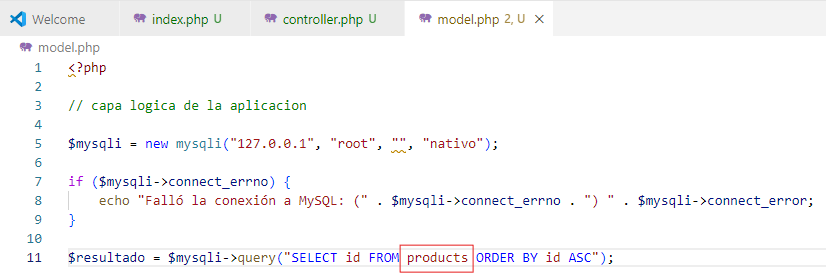 Welcome index.php U controller.php U model.php 2, U
model.php
1 <?php
2
3 // capa logica de la aplicacion
4
5 $mysqli = new mysqli("127.0.0.1", "root", "", "nativo");
6
7 if ($mysqli->connect_errno) {
8 echo "Falló la conexión a MySQL: (" . $mysqli->connect_errno . ") " . $mysqli->connect_error;
9 }
10
11 $resultado = $mysqli->query("SELECT id FROM products ORDER BY id ASC");